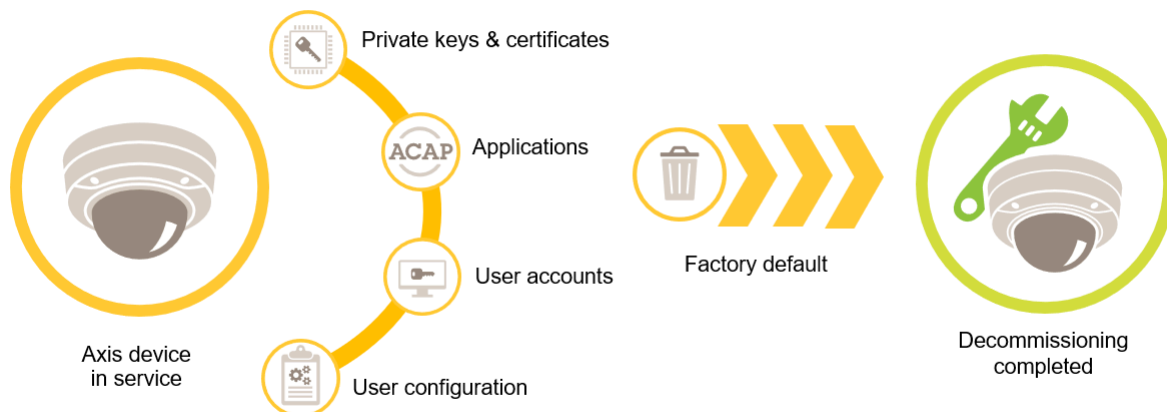 Private keys & certificates
ACAP
Applications
User accounts
User configuration
Axis device
in service
Factory default
Decommissioning
completed